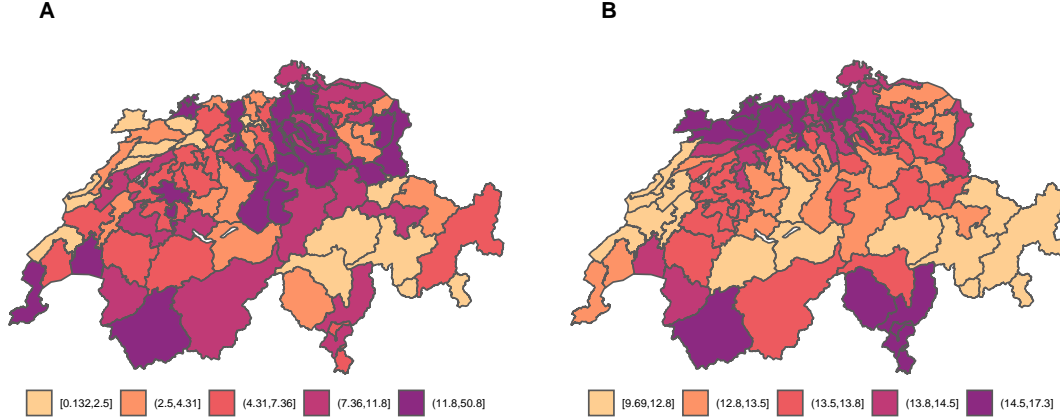 A
B
[0.132,2.5] (2.5,4.31] (4.31,7.36] (7.36,11.8] (11.8,50.8]
[9.69,12.8] (12.8,13.5] (13.5,13.8] (13.8,14.5] (14.5,17.3]